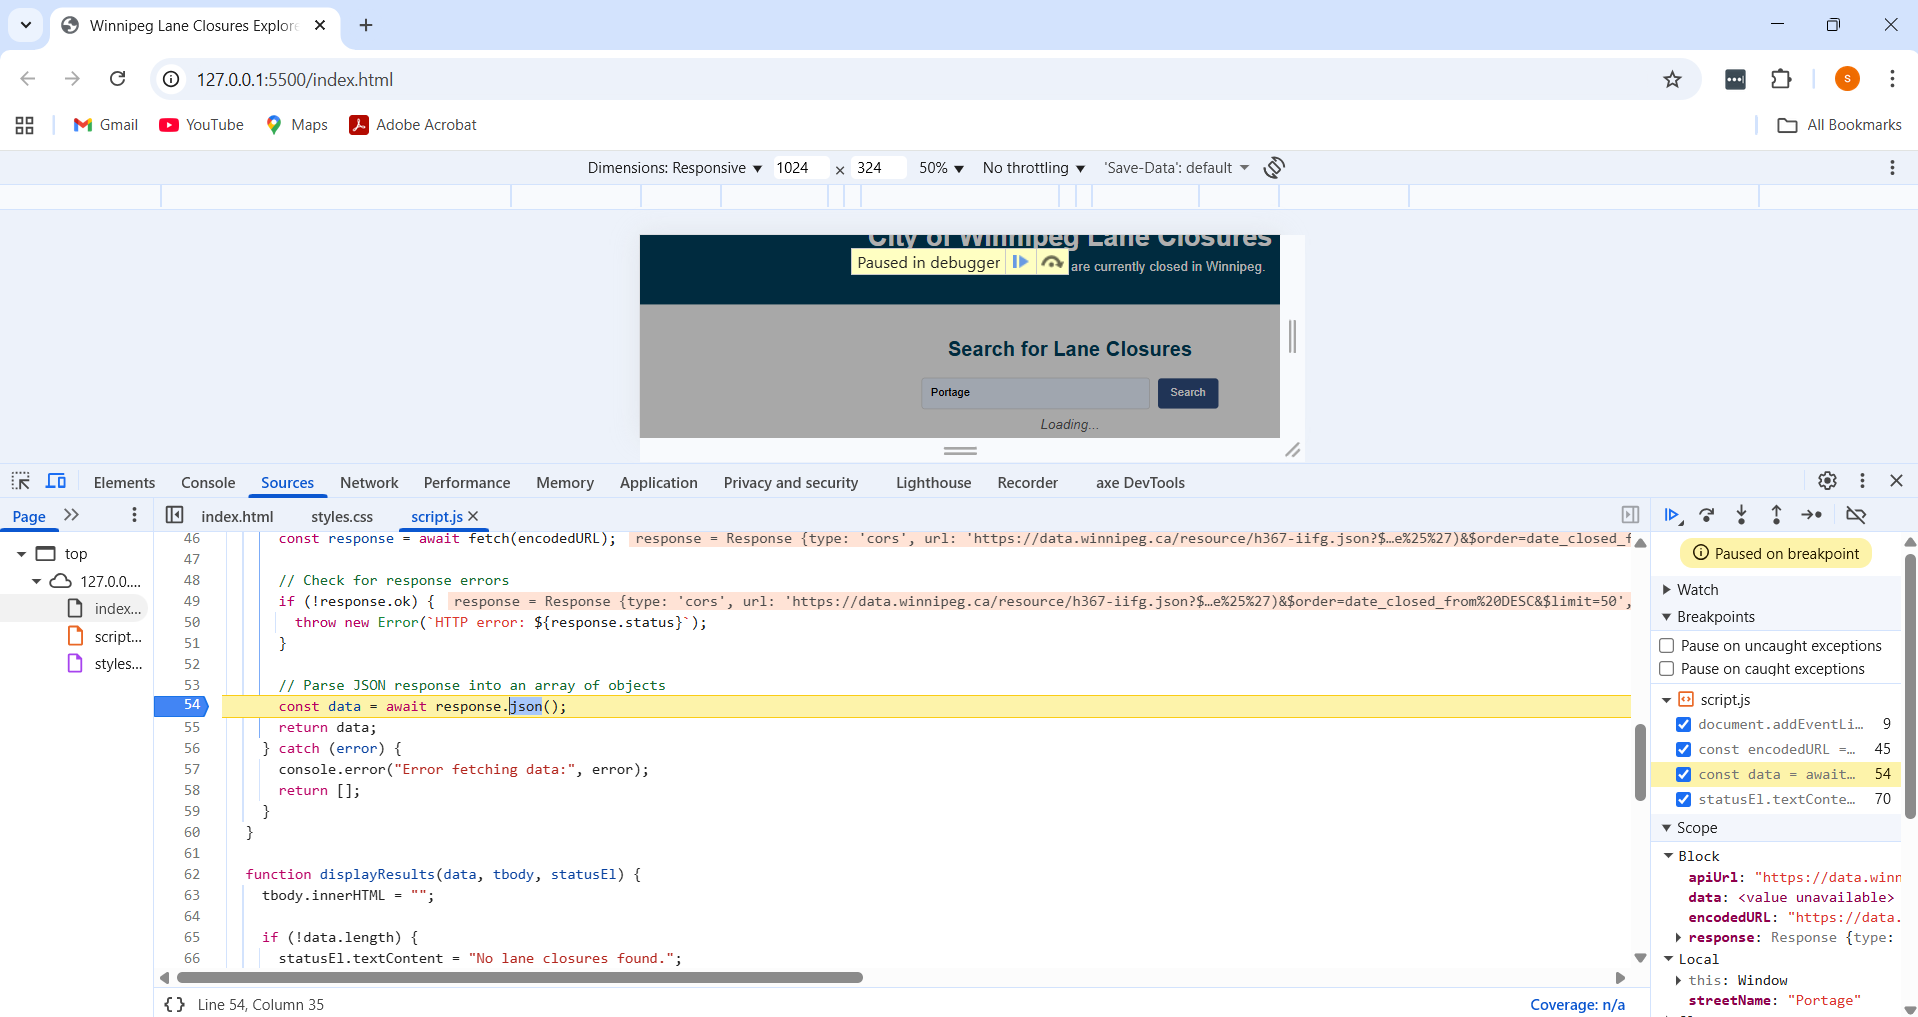 Winnipeg Lane Closures Explore
127.0.0.1:5500/index.html
S
Gmail YouTube Maps Adobe Acrobat All Bookmarks
Dimensions: Responsive 1024 × 324 50% No throttling 'Save-Data': default
City of Winnipeg Lane Closures
Paused in debugger are currently closed in Winnipeg.
Search for Lane Closures
Portage Search
Loading...
Elements Console Sources Network Performance Memory Application Privacy and security Lighthouse Recorder axe DevTools
Page index.html styles.css script.js
top
127.0.0....
index...
script...
styles...
46 const response = await fetch(encodedURL); response = Response {type: 'cors', url: 'https://data.winnipeg.ca/resource/h367-iifg.json?$…e%25%27)&$order=date_closed_f
47
48 // Check for response errors
49 if (!response.ok) { response = Response {type: 'cors', url: 'https://data.winnipeg.ca/resource/h367-iifg.json?$…e%25%27)&$order=date_closed_from%20DESC&$limit=50',
50 throw new Error(`HTTP error: ${response.status}`);
51 }
52
53 // Parse JSON response into an array of objects
54 const data = await response.json();
55 return data;
56 } catch (error) {
57 console.error("Error fetching data:", error);
58 return [];
59 }
60 }
61
62 function displayResults(data, tbody, statusEl) {
63 tbody.innerHTML = "";
64
65 if (!data.length) {
66 statusEl.textContent = "No lane closures found.";
{ } Line 54, Column 35 Coverage: n/a
Paused on breakpoint
Watch
Breakpoints
Pause on uncaught exceptions
Pause on caught exceptions
script.js
document.addEventLi… 9
const encodedURL =… 45
const data = await… 54
statusEl.textConte… 70
Scope
Block
apiUrl: "https://data.winn
data: <value unavailable>
encodedURL: "https://data.
response: Response {type:
Local
this: Window
streetName: "Portage"